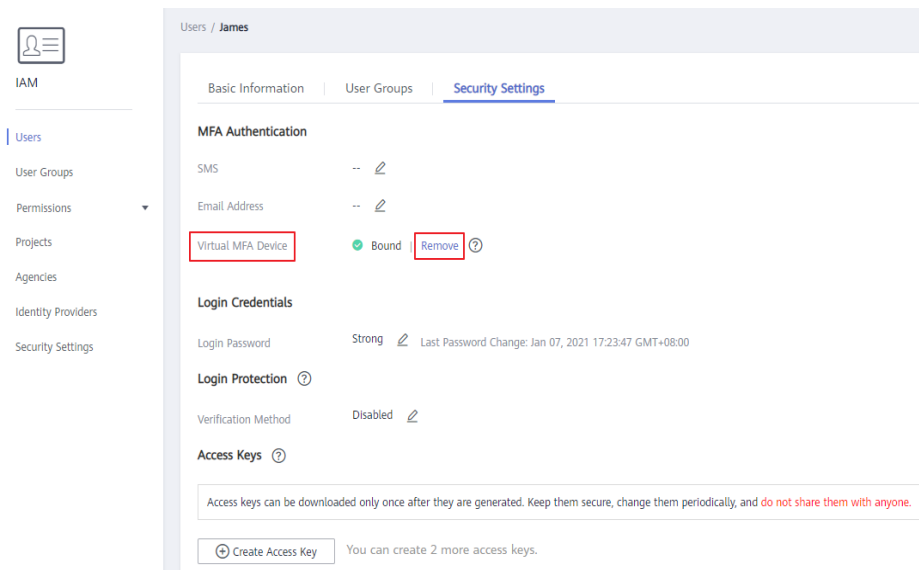 Users / James
IAM
Basic Information | User Groups | Security Settings
MFA Authentication
Users
SMS --
User Groups
Email Address --
Permissions
Projects
Virtual MFA Device Bound | Remove ?
Agencies
Login Credentials
Identity Providers
Login Password Strong Last Password Change: Jan 07, 2021 17:23:47 GMT+08:00
Security Settings
Login Protection ?
Verification Method Disabled
Access Keys ?
Access keys can be downloaded only once after they are generated. Keep them secure, change them periodically, and do not share them with anyone.
Create Access Key You can create 2 more access keys.